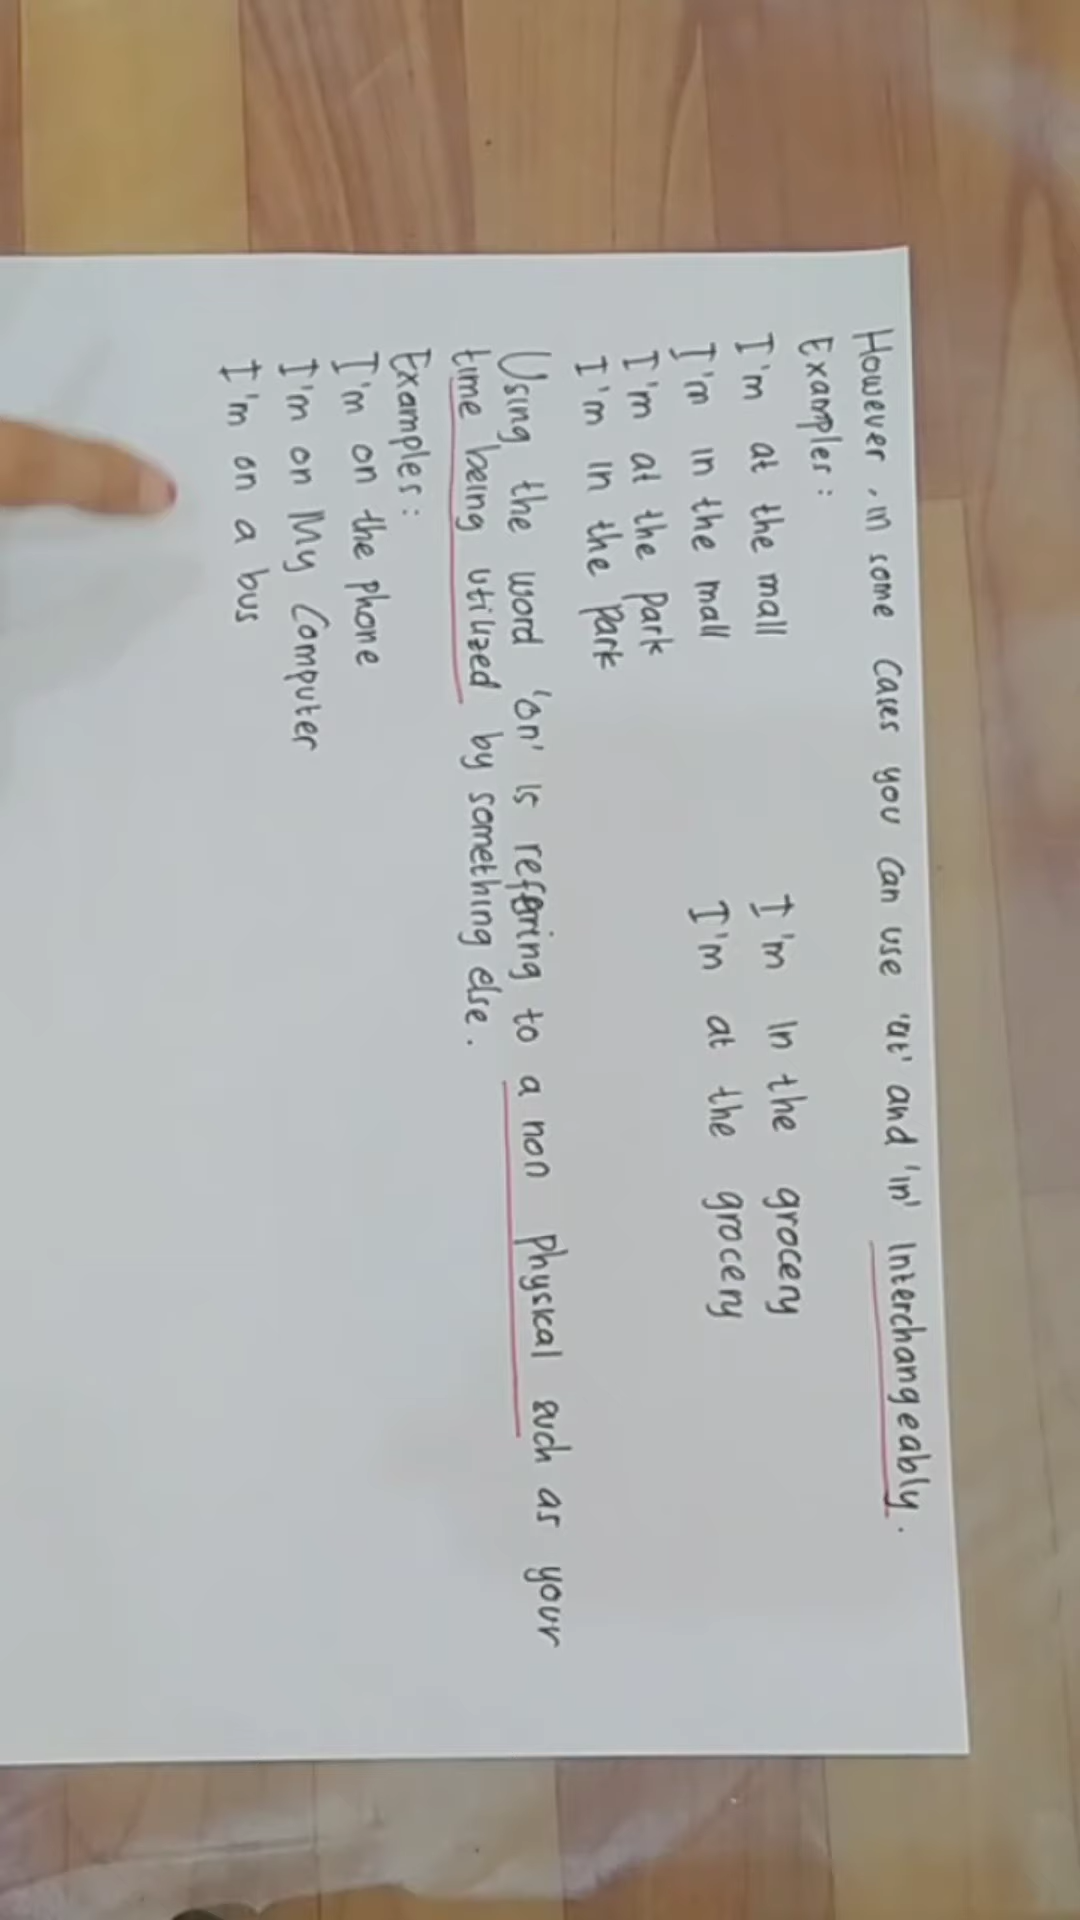 However, in some cases you can use 'at' and 'in' Interchangeably.
Examples:
I'm at the mall
I'm in the grocery
I'm in the mall
I'm at the grocery
I'm at the park
I'm in the park
Using the word 'on' is refering to a non physical such as your
time being utilized by something else.
Examples:
I'm on the phone
I'm on My Computer
I'm on a bus